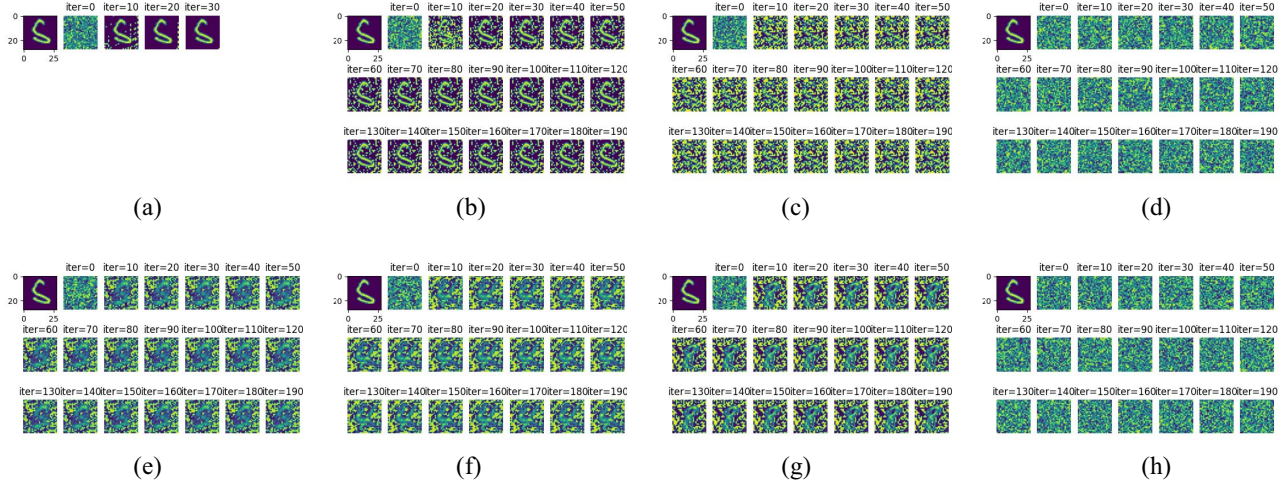 iter=0 iter=10 iter=20 iter=30
0
20
0 25
(a)
iter=0 iter=10 iter=20 iter=30 iter=40 iter=50
0
20
0 25
iter=60 iter=70 iter=80 iter=90 iter=100 iter=110 iter=120
iter=130 iter=140 iter=150 iter=160 iter=170 iter=180 iter=190
(b)
iter=0 iter=10 iter=20 iter=30 iter=40 iter=50
0
20
0 25
iter=60 iter=70 iter=80 iter=90 iter=100 iter=110 iter=120
iter=130 iter=140 iter=150 iter=160 iter=170 iter=180 iter=190
(c)
iter=0 iter=10 iter=20 iter=30 iter=40 iter=50
0
20
0 25
iter=60 iter=70 iter=80 iter=90 iter=100 iter=110 iter=120
iter=130 iter=140 iter=150 iter=160 iter=170 iter=180 iter=190
(d)
iter=0 iter=10 iter=20 iter=30 iter=40 iter=50
0
20
0 25
iter=60 iter=70 iter=80 iter=90 iter=100 iter=110 iter=120
iter=130 iter=140 iter=150 iter=160 iter=170 iter=180 iter=190
(e)
iter=0 iter=10 iter=20 iter=30 iter=40 iter=50
0
20
0 25
iter=60 iter=70 iter=80 iter=90 iter=100 iter=110 iter=120
iter=130 iter=140 iter=150 iter=160 iter=170 iter=180 iter=190
(f)
iter=0 iter=10 iter=20 iter=30 iter=40 iter=50
0
20
0 25
iter=60 iter=70 iter=80 iter=90 iter=100 iter=110 iter=120
iter=130 iter=140 iter=150 iter=160 iter=170 iter=180 iter=190
(g)
iter=0 iter=10 iter=20 iter=30 iter=40 iter=50
0
20
0 25
iter=60 iter=70 iter=80 iter=90 iter=100 iter=110 iter=120
iter=130 iter=140 iter=150 iter=160 iter=170 iter=180 iter=190
(h)